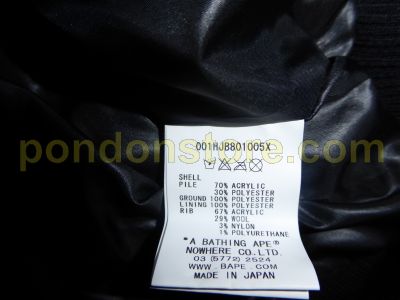 001HJB801005X
SHELL
PILE 70% ACRYLIC
30% POLYESTER
GROUND 100% POLYESTER
LINING 100% POLYESTER
RIB 67% ACRYLIC
29% WOOL
3% NYLON
1% POLYURETHANE
"A BATHING APE®
NOWHERE CO.,LTD.
03 (5772) 2524
WWW.BAPE.COM
MADE IN JAPAN
pondonstore.com